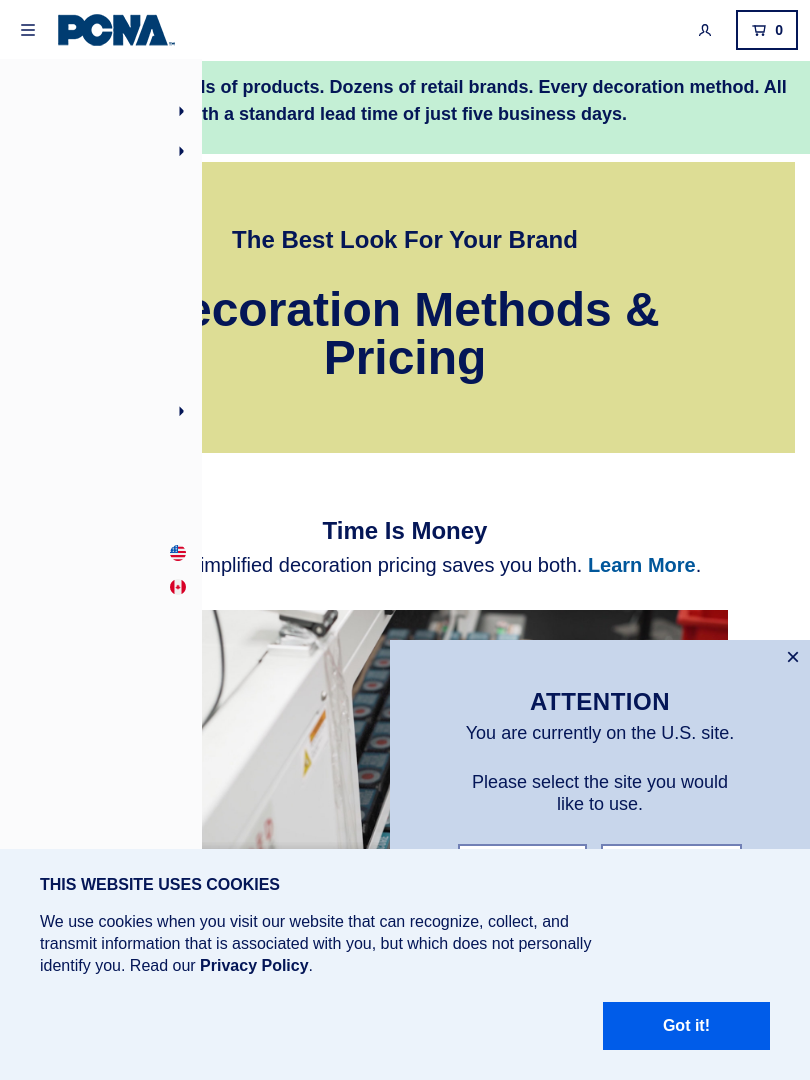 PCNA
0
of products. Dozens of retail brands. Every decoration method. All
a standard lead time of just five business days.
The Best Look For Your Brand
Methods &
Pricing
Time Is Money
decoration pricing saves you both. Learn More.
ATTENTION
You are currently on the U.S. site.
Please select the site you would
like to use.
THIS WEBSITE USES COOKIES
We use cookies when you visit our website that can recognize, collect, and
transmit information that is associated with you, but which does not personally
identify you. Read our Privacy Policy.
Got it!